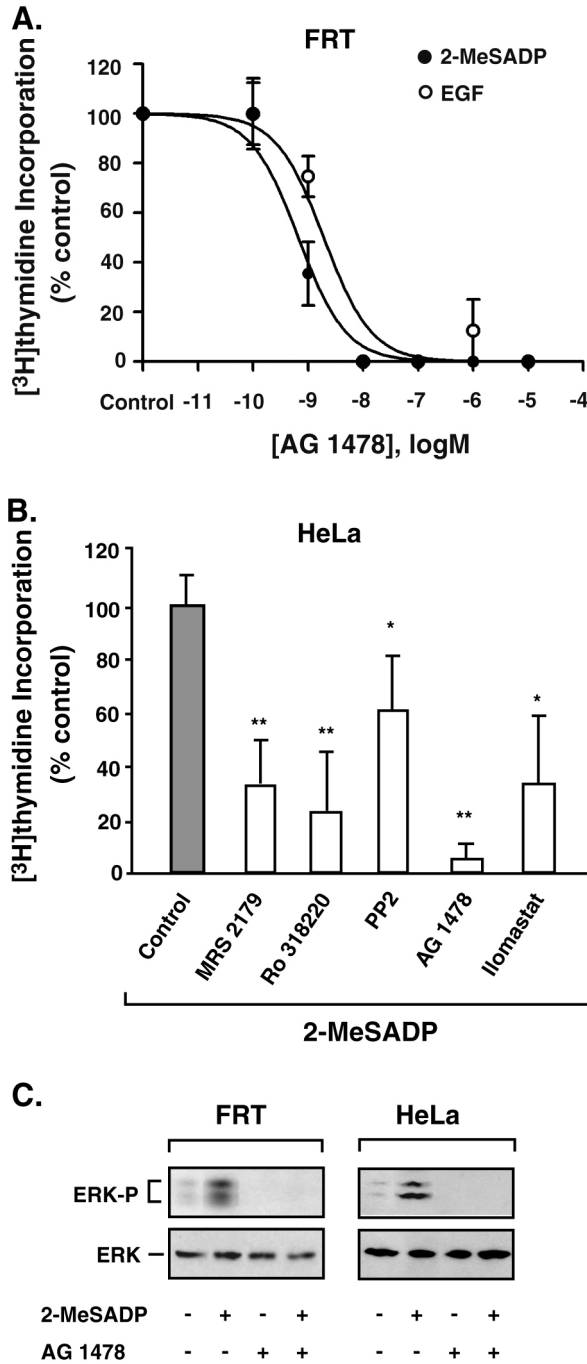 A.
FRT
2-MeSADP
EGF
[³H]thymidine Incorporation
(% control)
120
100
80
60
40
20
0
Control -11 -10 -9 -8 -7 -6 -5 -4
[AG 1478], logM
B.
HeLa
[³H]thymidine Incorporation
(% control)
120
100
80
60
40
20
0
** ** * ** *
Control MRS 2179 Ro 318220 PP2 AG 1478 Ilomastat
2-MeSADP
C.
FRT HeLa
ERK-P
ERK
2-MeSADP - + - + - + - +
AG 1478 - - + + - - + +